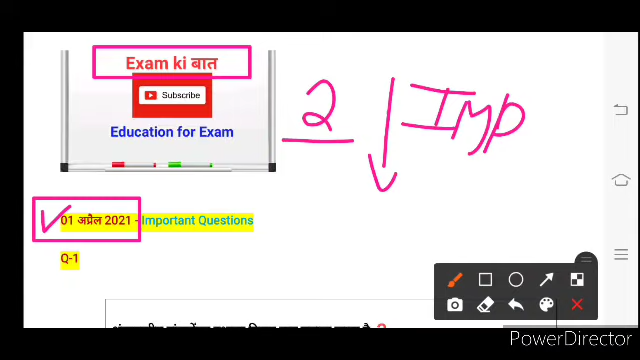 Exam ki बात
Subscribe
Education for Exam
2 IMP
01 अप्रैल 2021 - Important Questions
Q-1
PowerDirector